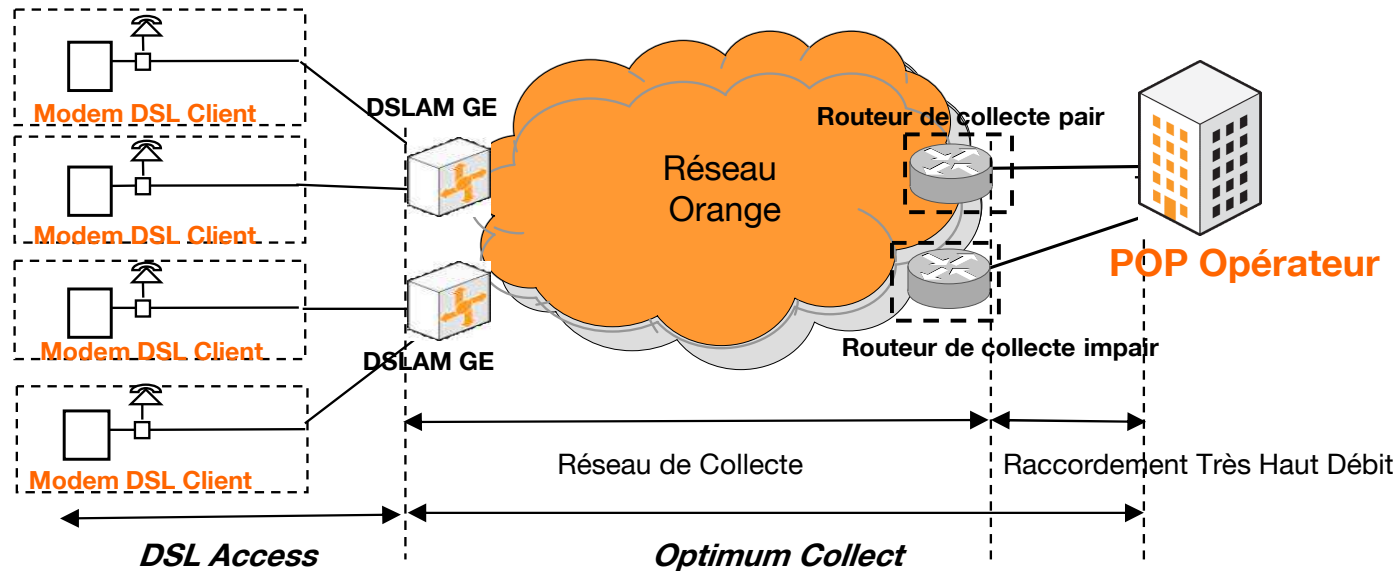 Modem DSL Client
Modem DSL Client
Modem DSL Client
Modem DSL Client
DSLAM GE
DSLAM GE
Réseau
Orange
Routeur de collecte pair
Routeur de collecte impair
POP Opérateur
Réseau de Collecte
Raccordement Très Haut Débit
DSL Access
Optimum Collect